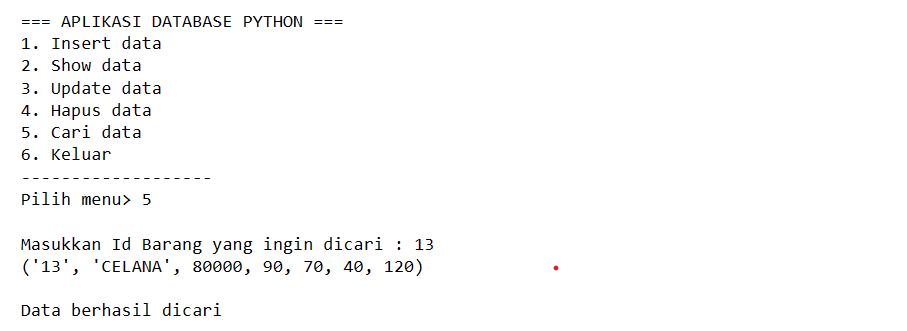 === APLIKASI DATABASE PYTHON ===
1. Insert data
2. Show data
3. Update data
4. Hapus data
5. Cari data
6. Keluar
-------------------
Pilih menu> 5
Masukkan Id Barang yang ingin dicari : 13
('13', 'CELANA', 80000, 90, 70, 40, 120)
Data berhasil dicari